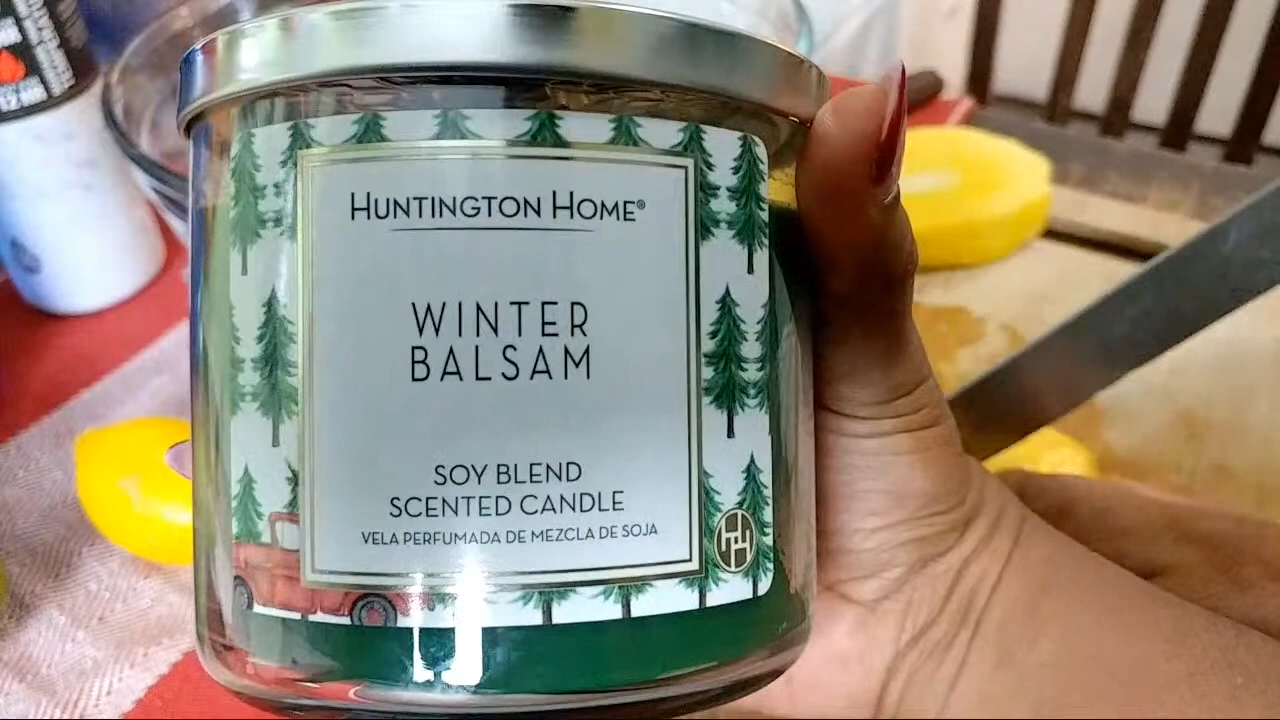 HUNTINGTON HOME®
WINTER
BALSAM
SOY BLEND
SCENTED CANDLE
VELA PERFUMADA DE MEZCLA DE SOJA